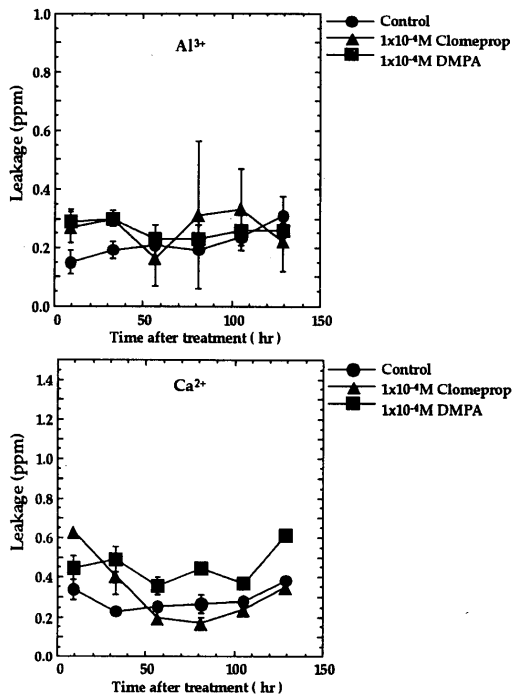 Al³⁺
Control
1x10⁻⁴M Clomeprop
1x10⁻⁴M DMPA
Leakage (ppm)
1.0
0.8
0.6
0.4
0.2
0.0
0 50 100 150
Time after treatment ( hr)
Ca²⁺
Control
1x10⁻⁴M Clomeprop
1x10⁻⁴M DMPA
Leakage (ppm)
1.4
1.2
1.0
0.8
0.6
0.4
0.2
0.0
0 50 100 150
Time after treatment ( hr)